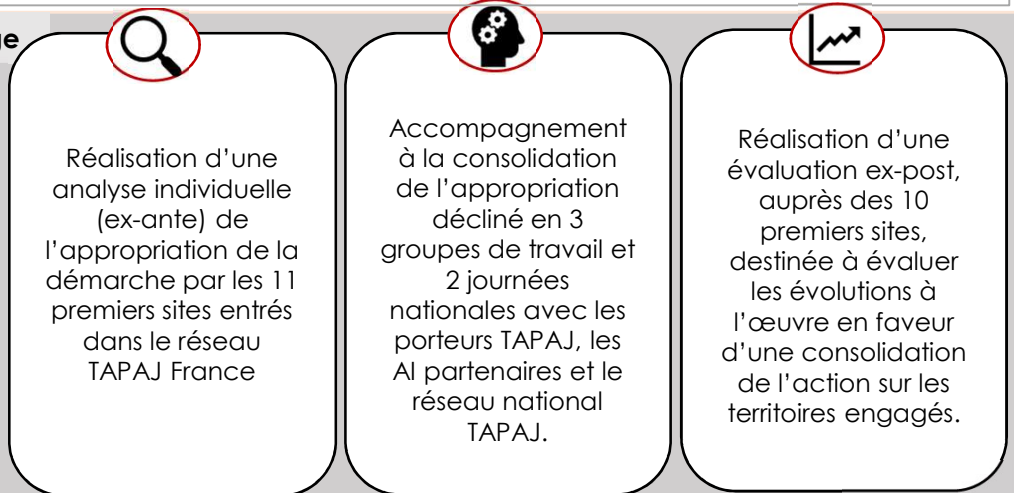 ge
Réalisation d’une
analyse individuelle
(ex-ante) de
l’appropriation de la
démarche par les 11
premiers sites entrés
dans le réseau
TAPAJ France
Accompagnement
à la consolidation
de l’appropriation
décliné en 3
groupes de travail et
2 journées
nationales avec les
porteurs TAPAJ, les
AI partenaires et le
réseau national
TAPAJ.
Réalisation d’une
évaluation ex-post,
auprès des 10
premiers sites,
destinée à évaluer
les évolutions à
l’œuvre en faveur
d’une consolidation
de l’action sur les
territoires engagés.